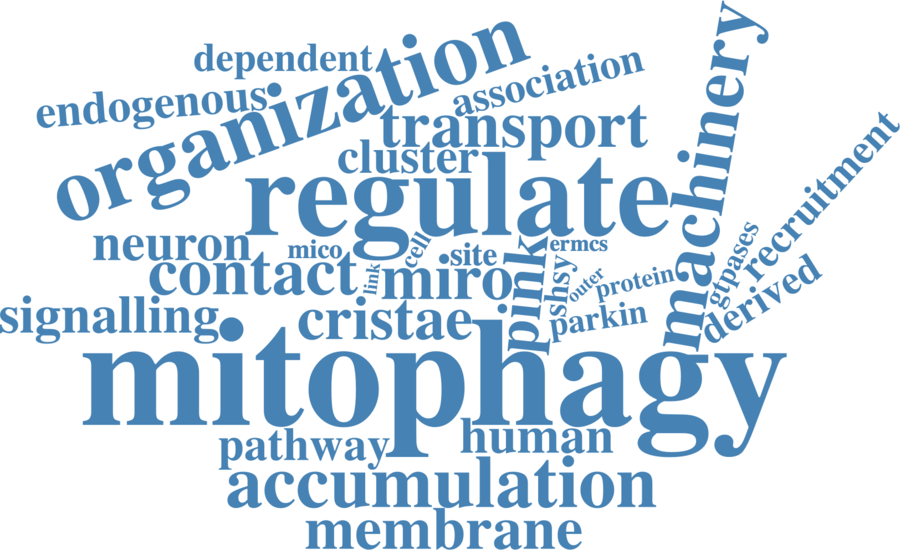 dependent
organization
machinery
endogenous
association
transport
cluster
recruitment
regulate
neuron
mico
cell
site
ermcs
gtpases
contact
link
miro
pink
shsy
outer
protein
derived
signalling
cristae
parkin
mitophagy
pathway
human
accumulation
membrane